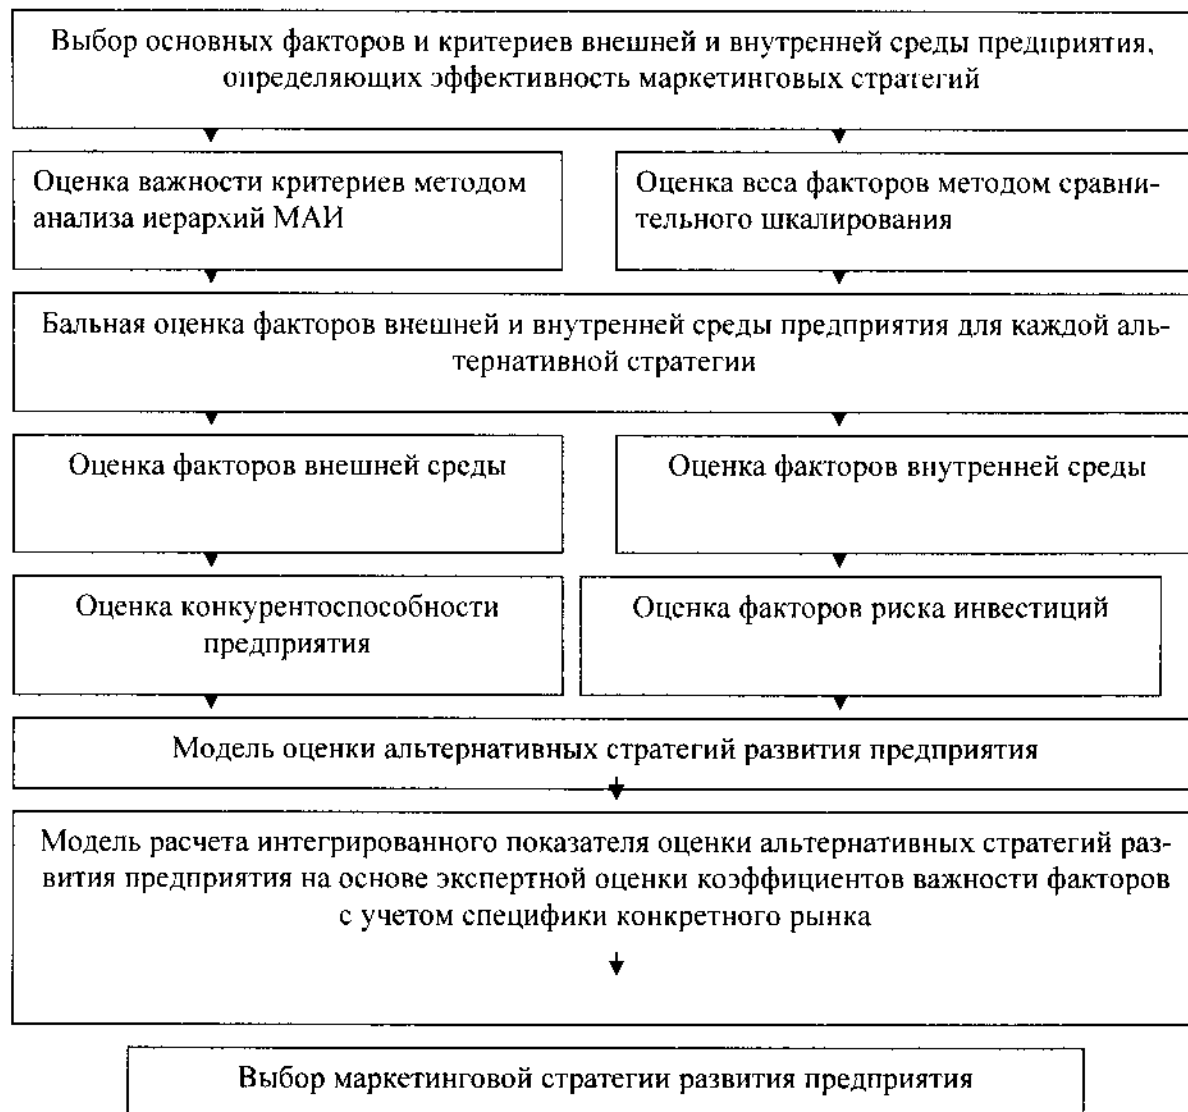 Выбор основных факторов и критериев внешней и внутренней среды предприятия,
определяющих эффективность маркетинговых стратегий
Оценка важности критериев методом
анализа иерархий МАИ
Оценка веса факторов методом сравни-
тельного шкалирования
Бальная оценка факторов внешней и внутренней среды предприятия для каждой аль-
тернативной стратегии
Оценка факторов внешней среды
Оценка факторов внутренней среды
Оценка конкурентоспособности
предприятия
Оценка факторов риска инвестиций
Модель оценки альтернативных стратегий развития предприятия
Модель расчета интегрированного показателя оценки альтернативных стратегий раз-
вития предприятия на основе экспертной оценки коэффициентов важности факторов
с учетом специфики конкретного рынка
Выбор маркетинговой стратегии развития предприятия